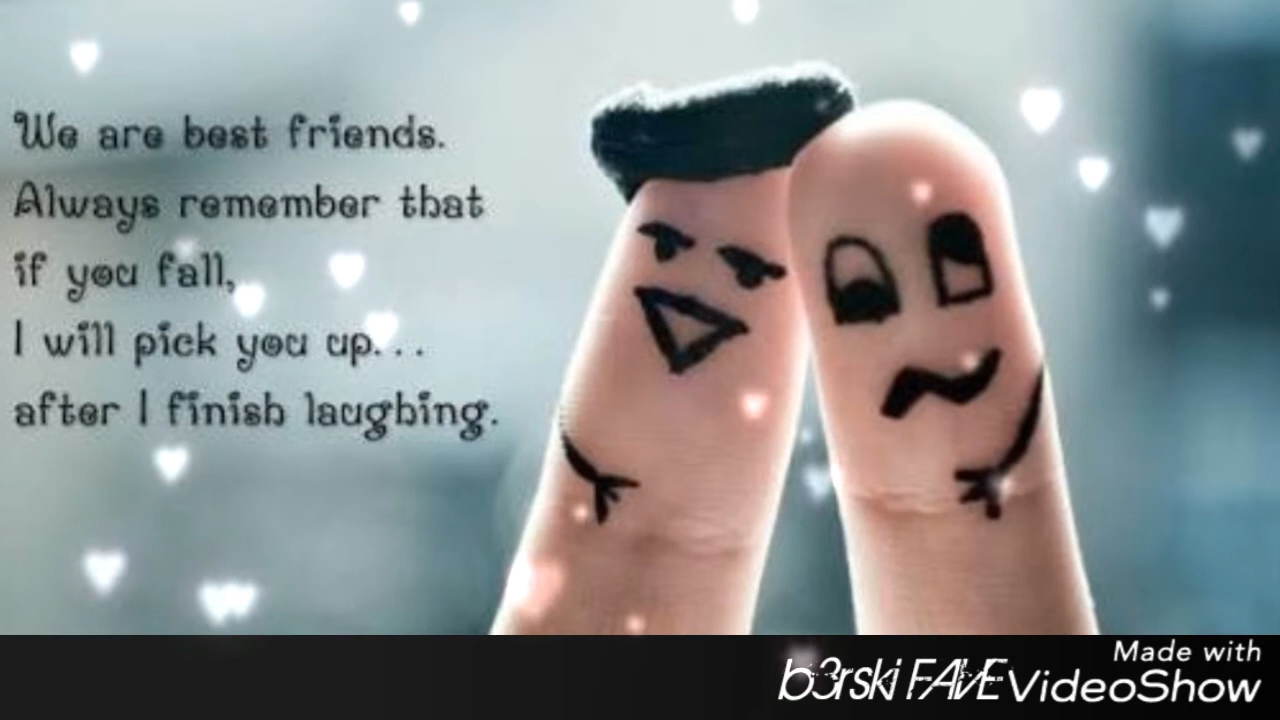 We are best friends.
Always remember that
if you fall,
I will pick you up...
after I finish laughing.
Made with
b3rski FAVE VideoShow